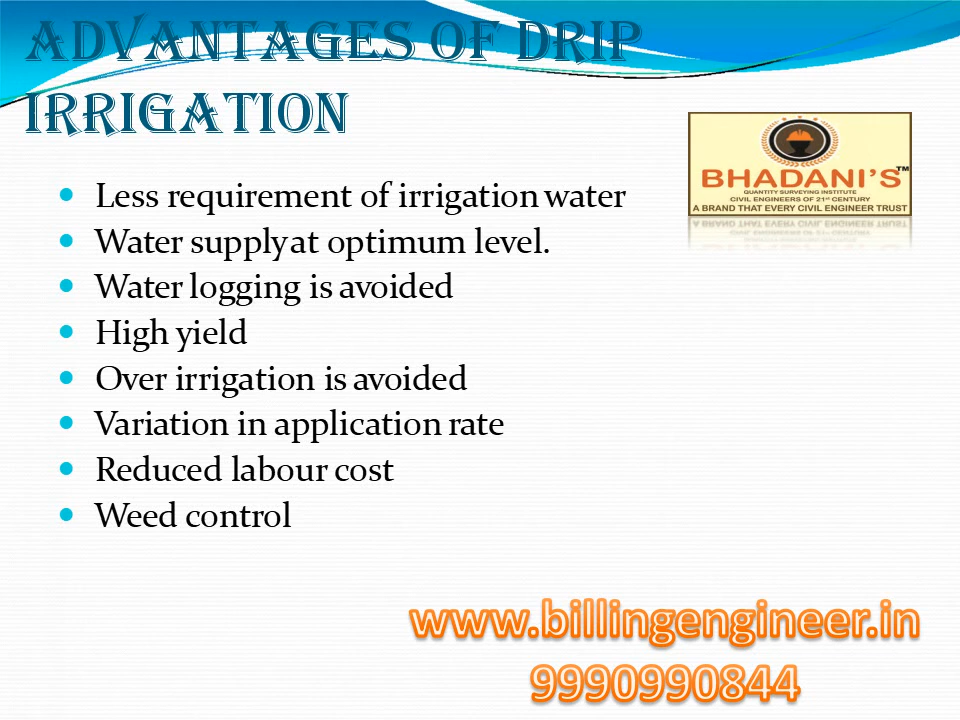 ADVANTAGES OF DRIP
IRRIGATION
BHADANI'S™
QUANTITY SURVEYING INSTITUTE
CIVIL ENGINEERS OF 21ST CENTURY
A BRAND THAT EVERY CIVIL ENGINEER TRUST
Less requirement of irrigation water
Water supply at optimum level.
Water logging is avoided
High yield
Over irrigation is avoided
Variation in application rate
Reduced labour cost
Weed control
www.billingengineer.in
9990990844